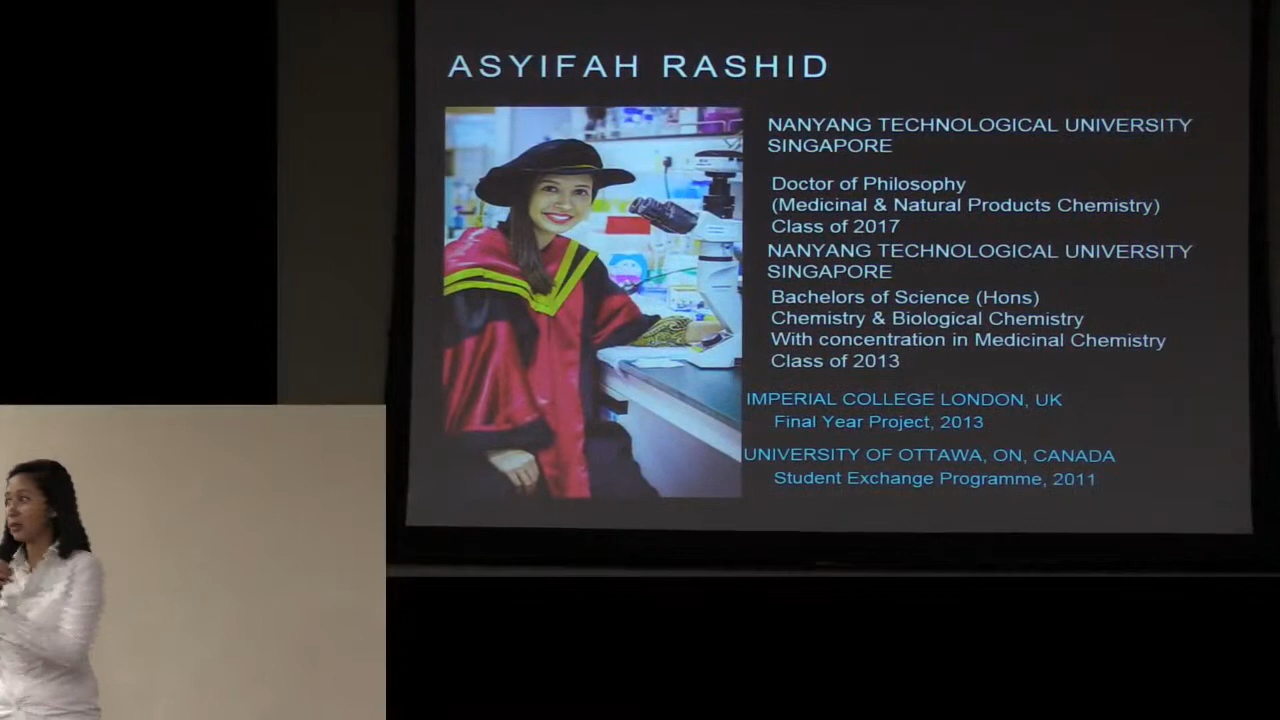 ASYIFAH RASHID
NANYANG TECHNOLOGICAL UNIVERSITY
SINGAPORE
Doctor of Philosophy
(Medicinal & Natural Products Chemistry)
Class of 2017
NANYANG TECHNOLOGICAL UNIVERSITY
SINGAPORE
Bachelors of Science (Hons)
Chemistry & Biological Chemistry
With concentration in Medicinal Chemistry
Class of 2013
IMPERIAL COLLEGE LONDON, UK
Final Year Project, 2013
UNIVERSITY OF OTTAWA, ON, CANADA
Student Exchange Programme, 2011